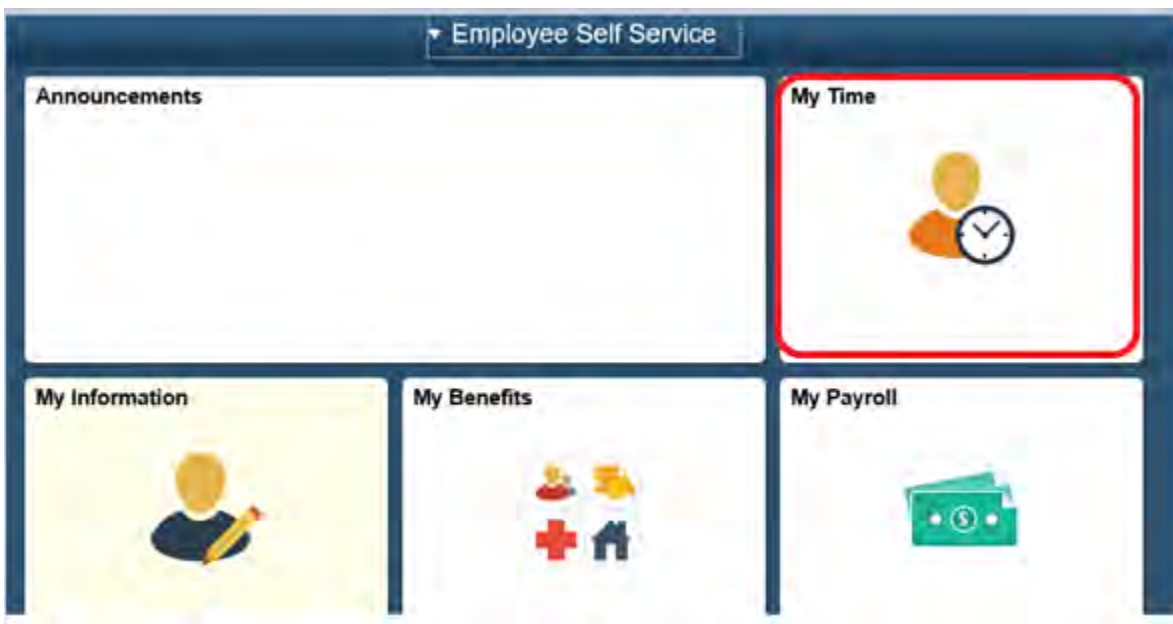 Employee Self Service
Announcements
My Time
My Information
My Benefits
My Payroll
$